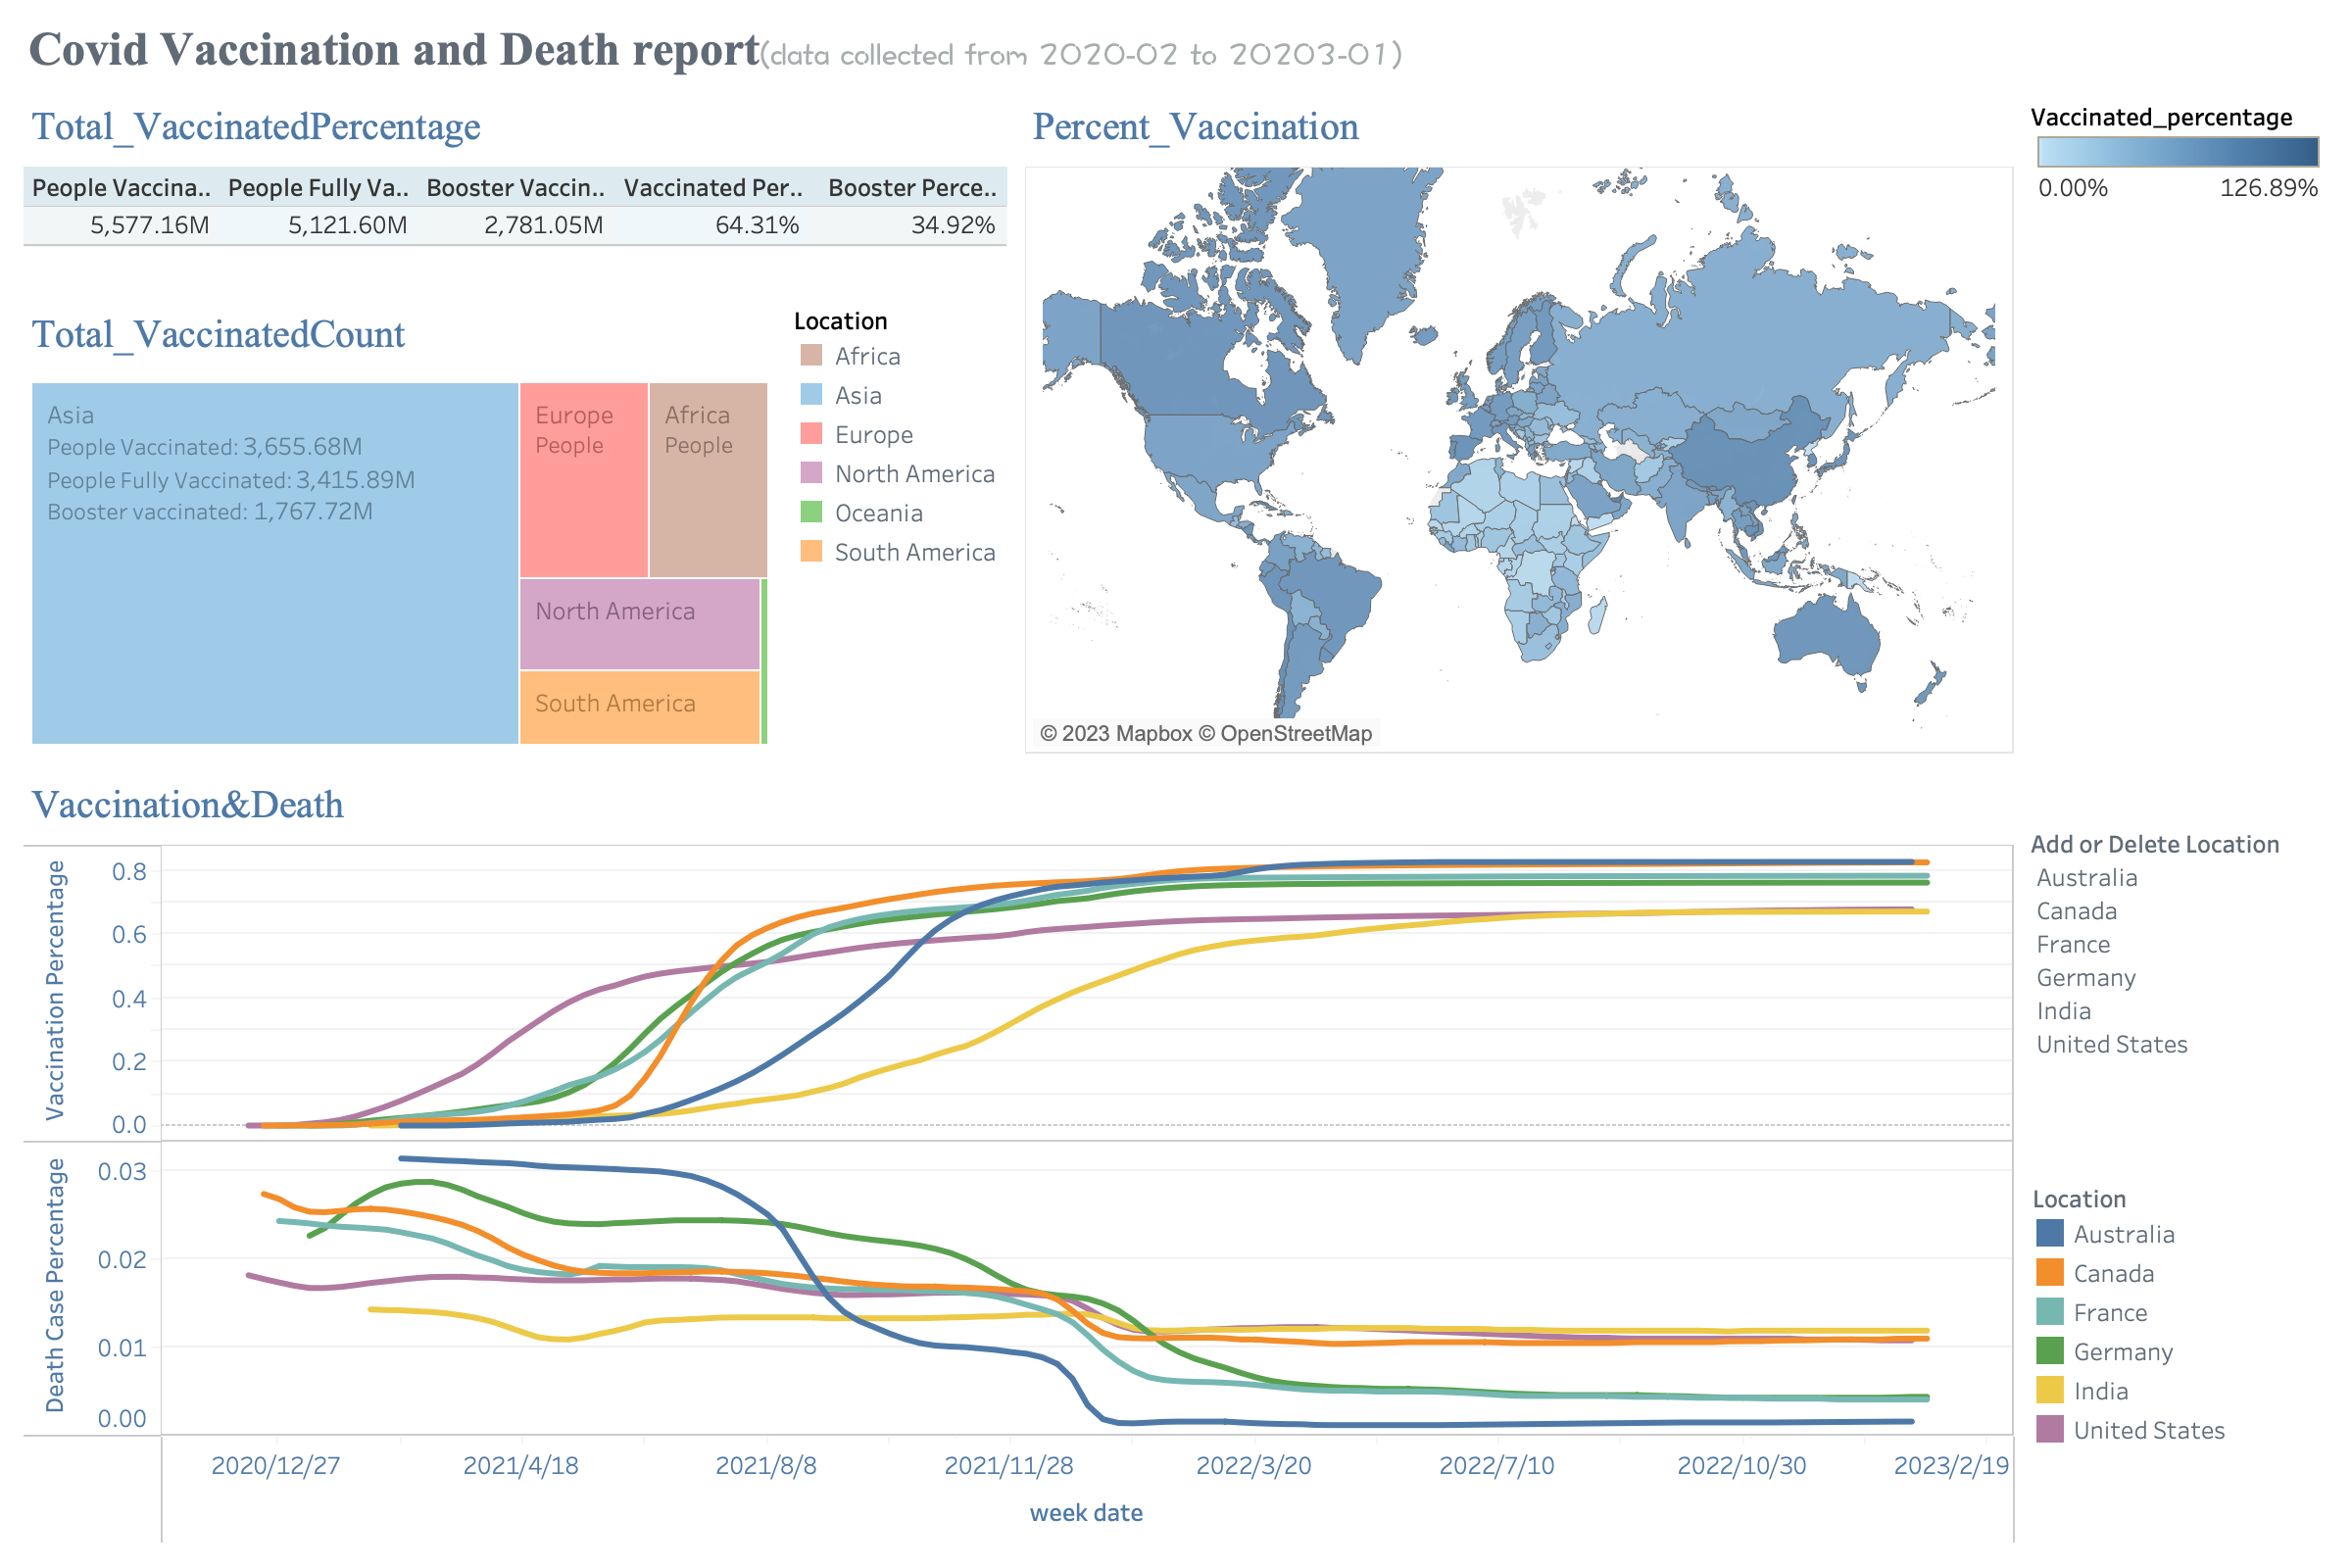 Covid Vaccination and Death report(data collected from 2020-02 to 20203-01)
Total_VaccinatedPercentage
People Vaccina.. People Fully Va.. Booster Vaccin.. Vaccinated Per.. Booster Perce..
5,577.16M 5,121.60M 2,781.05M 64.31% 34.92%
Total_VaccinatedCount
Asia
People Vaccinated: 3,655.68M
People Fully Vaccinated: 3,415.89M
Booster vaccinated: 1,767.72M
Europe
People
Africa
People
North America
South America
Location
Africa
Asia
Europe
North America
Oceania
South America
Percent_Vaccination
© 2023 Mapbox © OpenStreetMap
Vaccinated_percentage
0.00% 126.89%
Vaccination&Death
Vaccination Percentage
0.8
0.6
0.4
0.2
0.0
Death Case Percentage
0.03
0.02
0.01
0.00
2020/12/27 2021/4/18 2021/8/8 2021/11/28 2022/3/20 2022/7/10 2022/10/30 2023/2/19
week date
Add or Delete Location
Australia
Canada
France
Germany
India
United States
Location
Australia
Canada
France
Germany
India
United States